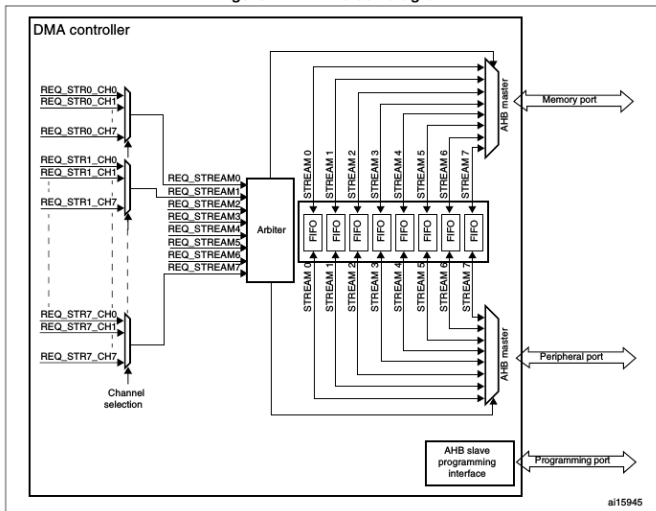 DMA controller
REQ_STR0_CH0
REQ_STR0_CH1
REQ_STR0_CH7
REQ_STR1_CH0
REQ_STR1_CH1
REQ_STR1_CH7
REQ_STR7_CH0
REQ_STR7_CH1
REQ_STR7_CH7
Channel
selection
REQ_STREAM0
REQ_STREAM1
REQ_STREAM2
REQ_STREAM3
REQ_STREAM4
REQ_STREAM5
REQ_STREAM6
REQ_STREAM7
Arbiter
STREAM 0
STREAM 1
STREAM 2
STREAM 3
STREAM 4
STREAM 5
STREAM 6
STREAM 7
FIFO
FIFO
FIFO
FIFO
FIFO
FIFO
FIFO
FIFO
STREAM 0
STREAM 1
STREAM 2
STREAM 3
STREAM 4
STREAM 5
STREAM 6
STREAM 7
AHB master
Memory port
AHB master
Peripheral port
AHB slave
programming
interface
Programming port
ai15945